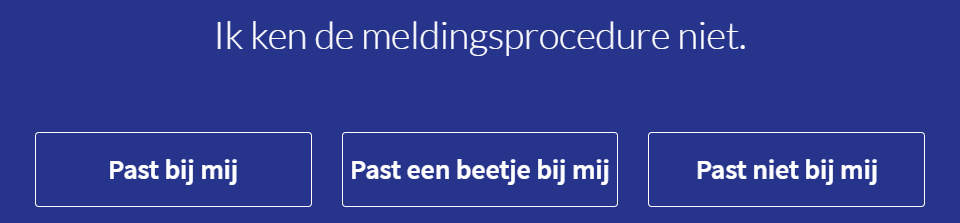 Ik ken de meldingsprocedure niet.
Past bij mij
Past een beetje bij mij
Past niet bij mij